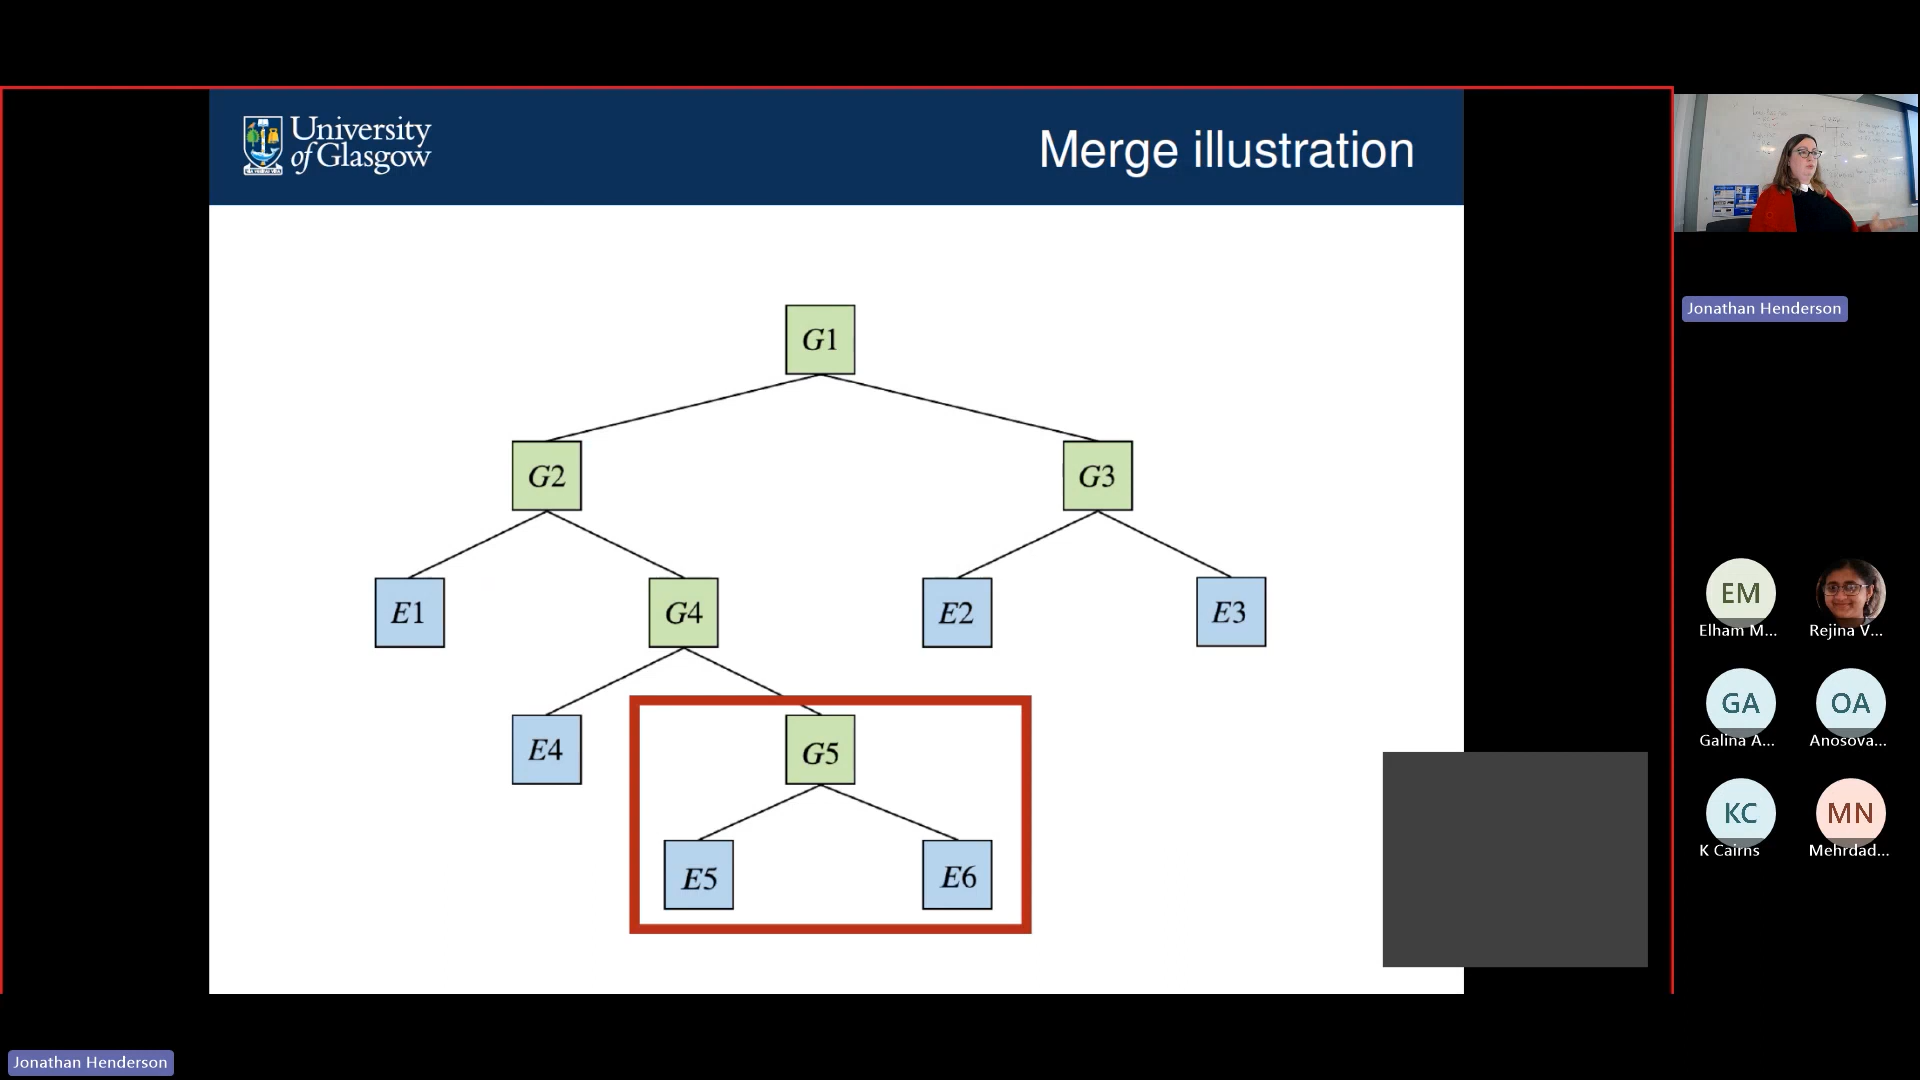 University
of Glasgow
Merge illustration
G1
G2
G3
E1
G4
E2
E3
E4
G5
E5
E6
Jonathan Henderson
EM
Elham M...
Rejina V...
GA
Galina A...
OA
Anosova...
KC
K Cairns
MN
Mehrdad...
Jonathan Henderson